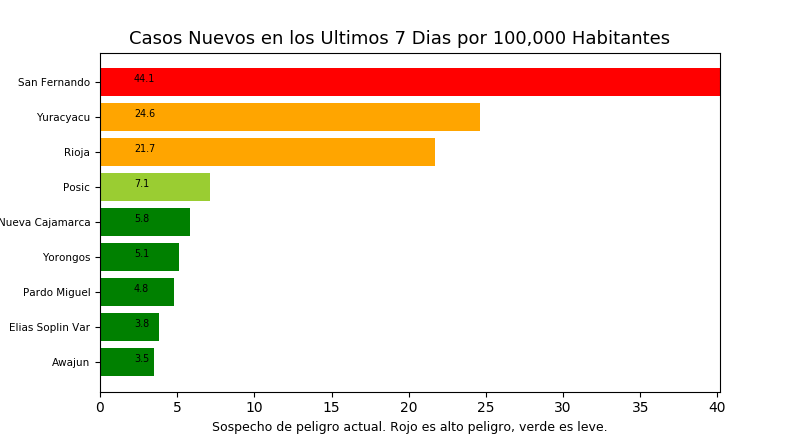 Casos Nuevos en los Ultimos 7 Dias por 100,000 Habitantes
San Fernando 44.1
Yuracyacu 24.6
Rioja 21.7
Posic 7.1
Nueva Cajamarca 5.8
Yorongos 5.1
Pardo Miguel 4.8
Elias Soplin Var 3.8
Awajun 3.5
0 5 10 15 20 25 30 35 40
Sospecho de peligro actual. Rojo es alto peligro, verde es leve.